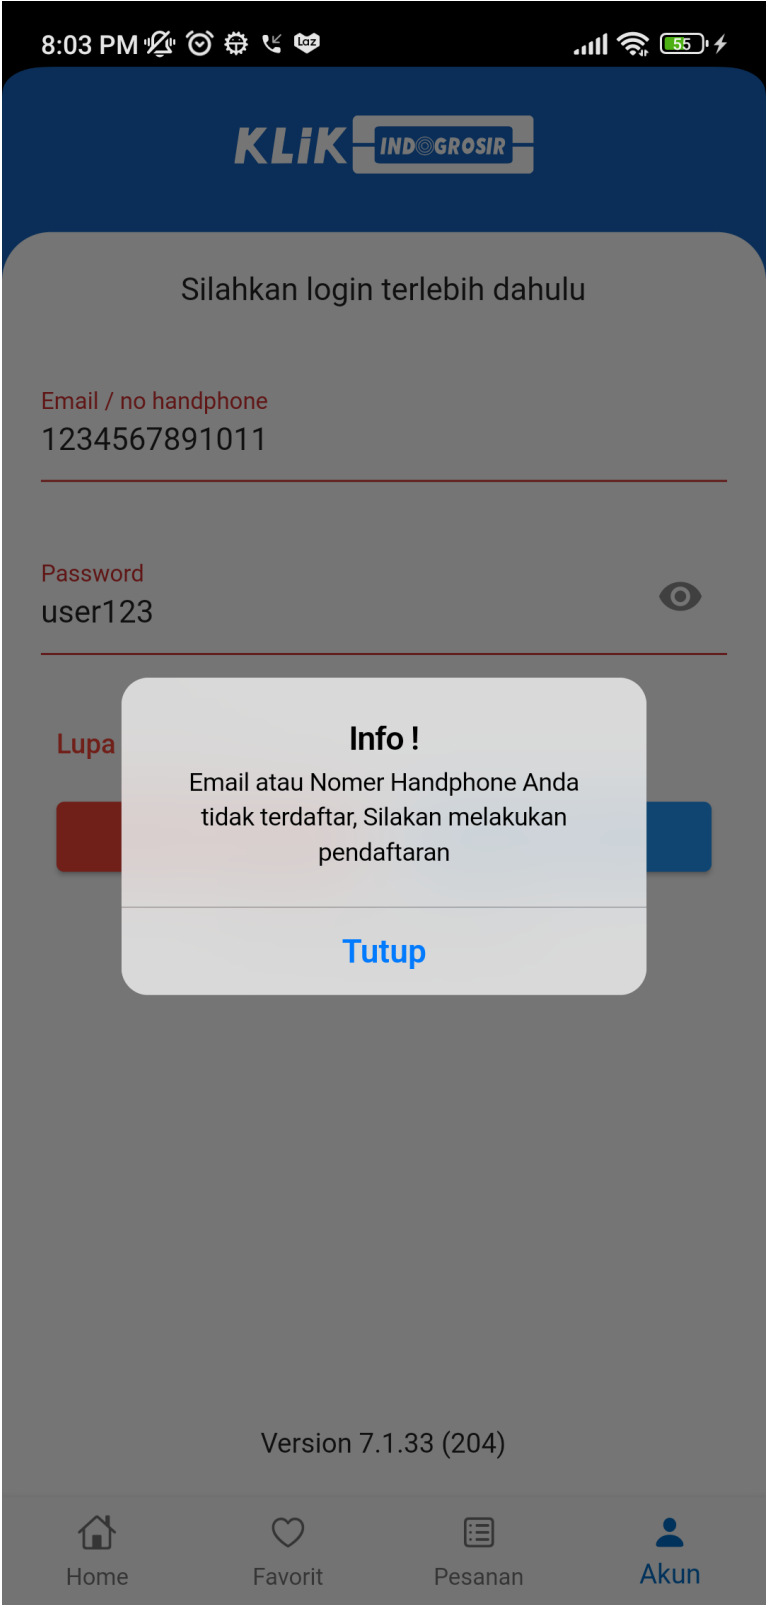 8:03 PM
Laz
55
KLiK INDOGROSIR
Silahkan login terlebih dahulu
Email / no handphone
1234567891011
Password
user123
Lupa
Info !
Email atau Nomer Handphone Anda
tidak terdaftar, Silakan melakukan
pendaftaran
Tutup
Version 7.1.33 (204)
Home
Favorit
Pesanan
Akun